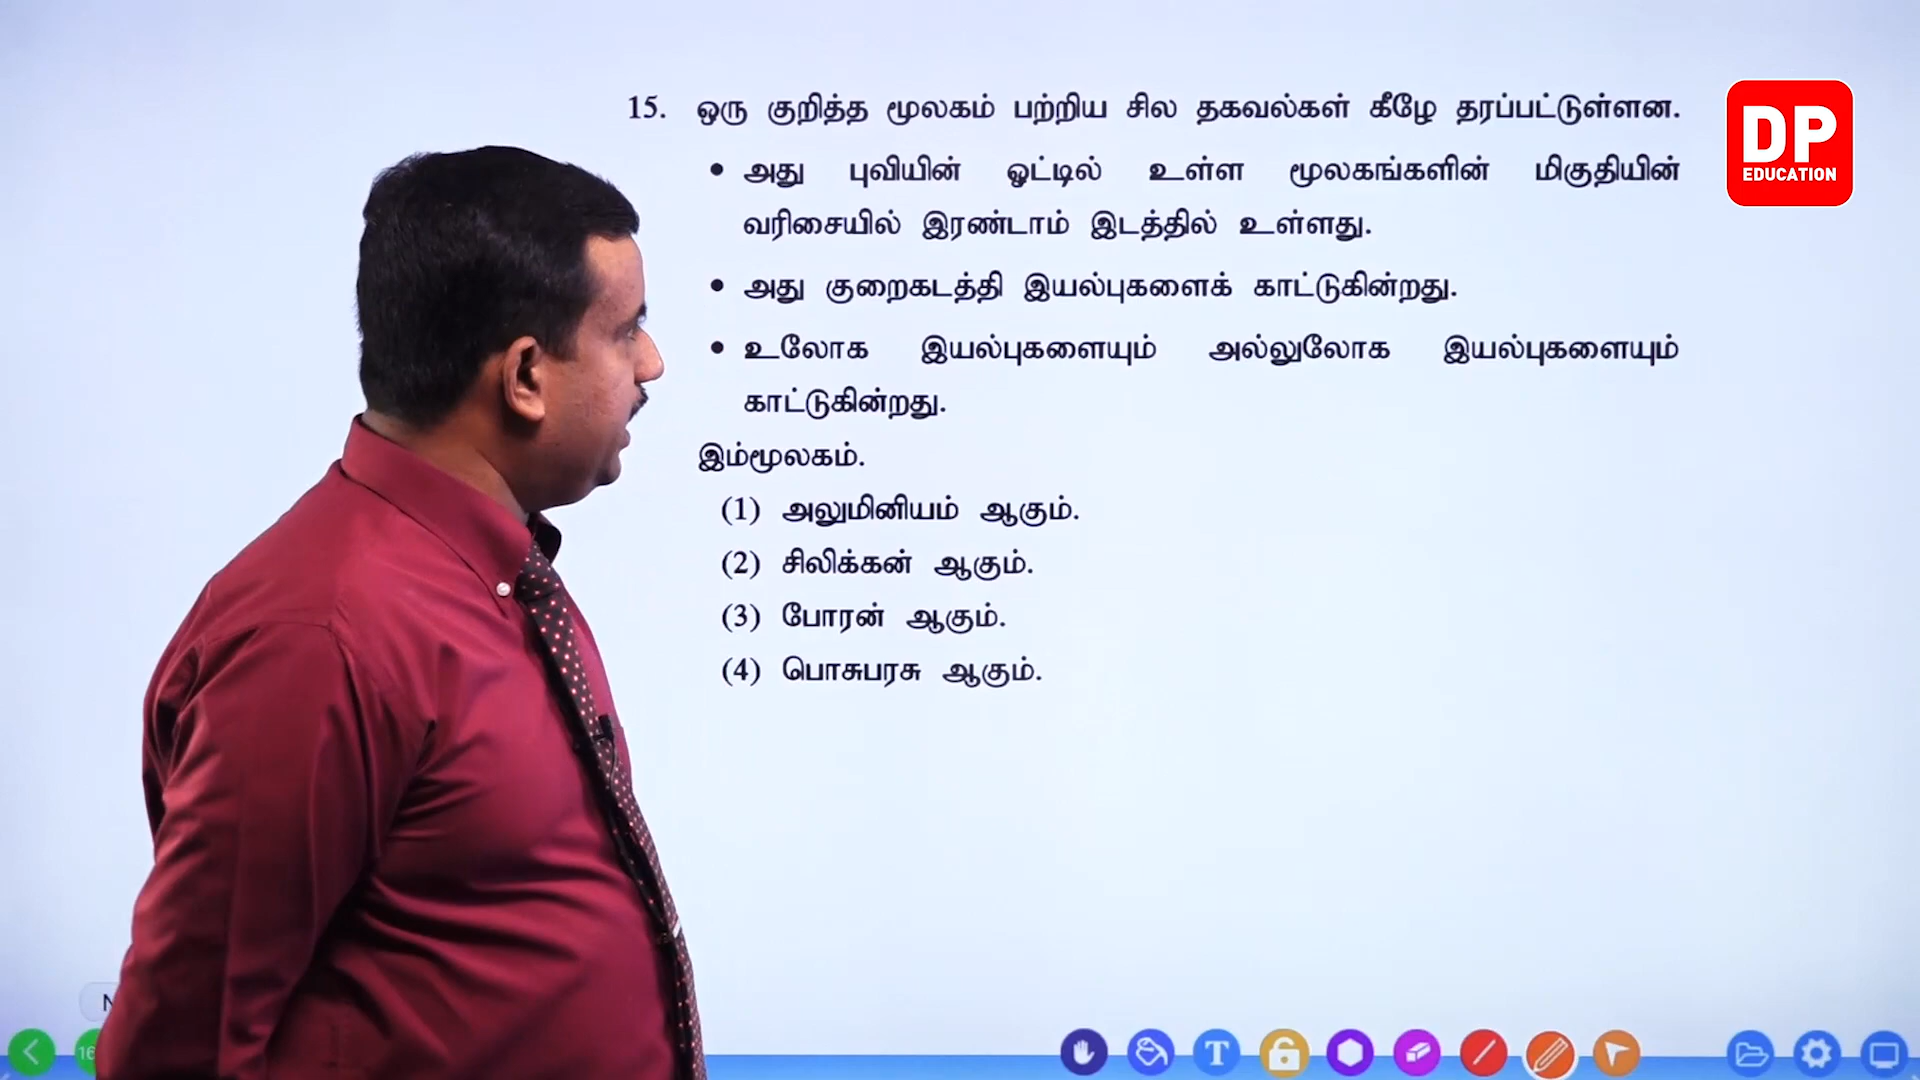 15. ஒரு குறித்த மூலகம் பற்றிய சில தகவல்கள் கீழே தரப்பட்டுள்ளன.
• அது புவியின் ஓட்டில் உள்ள மூலகங்களின் மிகுதியின்
வரிசையில் இரண்டாம் இடத்தில் உள்ளது.
• அது குறைகடத்தி இயல்புகளைக் காட்டுகின்றது.
• உலோக இயல்புகளையும் அல்லுலோக இயல்புகளையும்
காட்டுகின்றது.
இம்மூலகம்.
(1) அலுமினியம் ஆகும்.
(2) சிலிக்கன் ஆகும்.
(3) போரன் ஆகும்.
(4) பொசுபரசு ஆகும்.
DP
EDUCATION
16
T